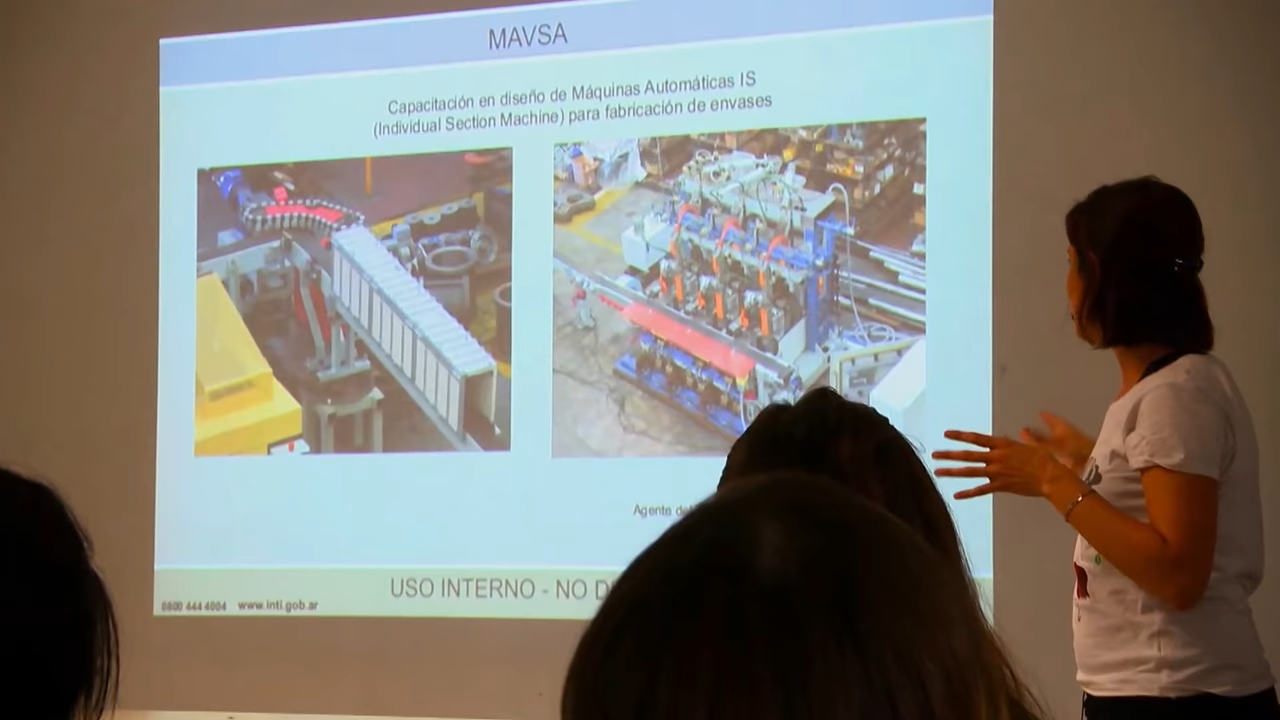 MAVSA
Capacitación en diseño de Máquinas Automáticas IS
(Individual Section Machine) para fabricación de envases
Agente
USO INTERNO - NO
0800 444 4004 www.inti.gob.ar